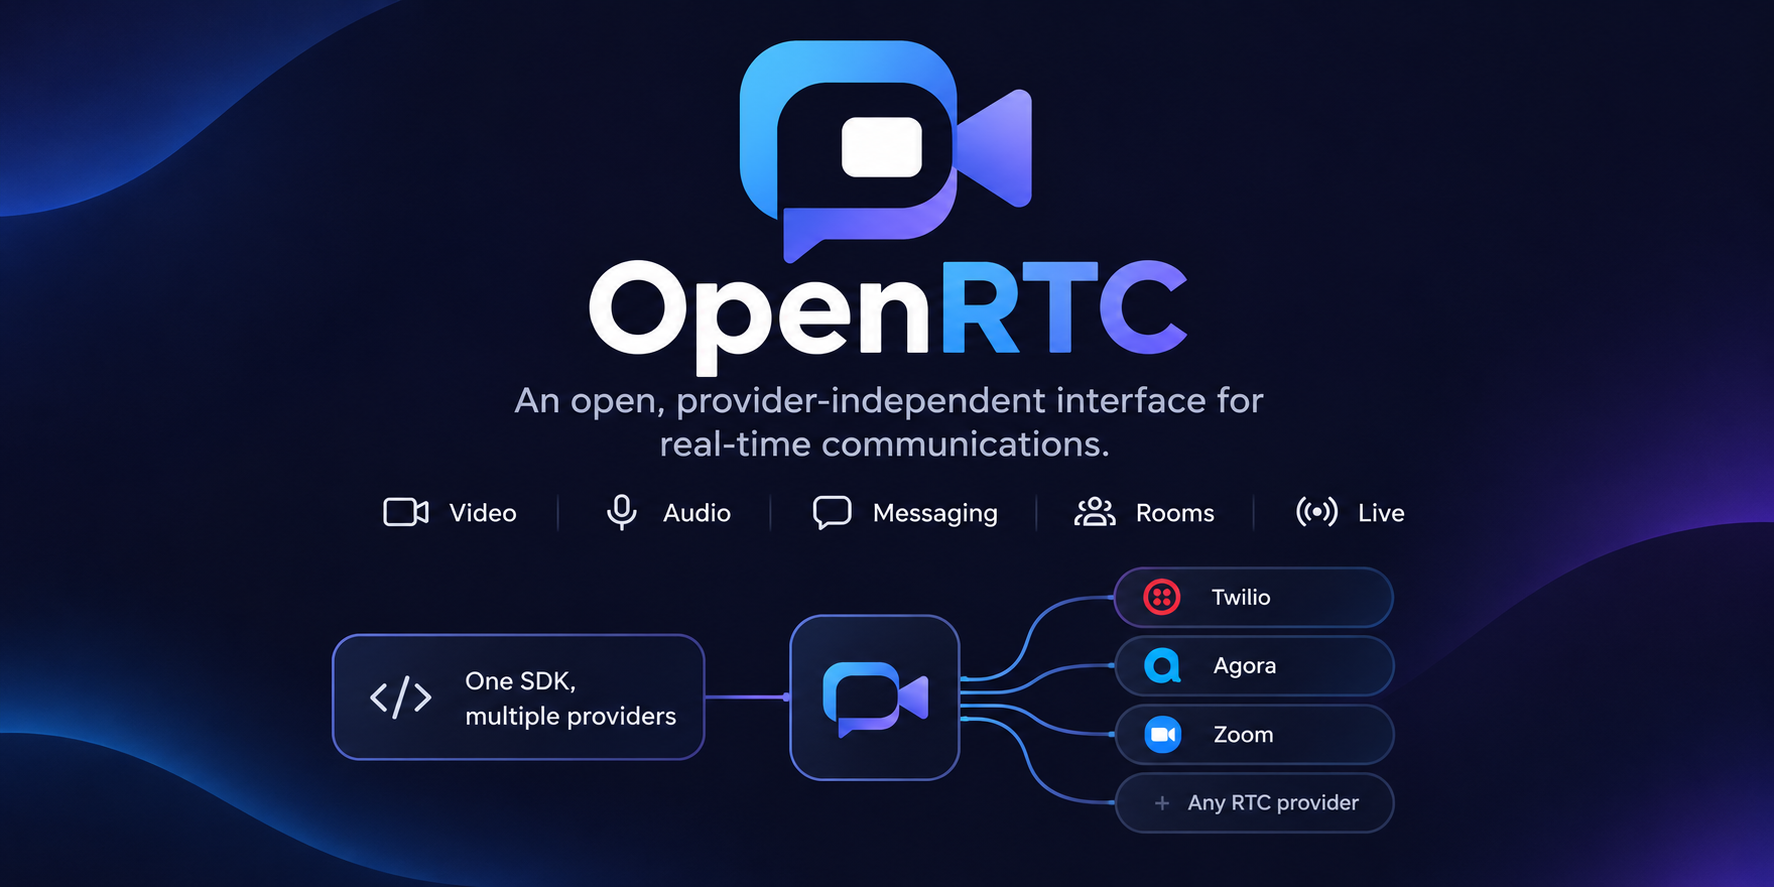 OpenRTC
An open, provider-independent interface for
real-time communications.
Video
Audio
Messaging
Rooms
Live
One SDK,
multiple providers
Twilio
Agora
Zoom
+ Any RTC provider